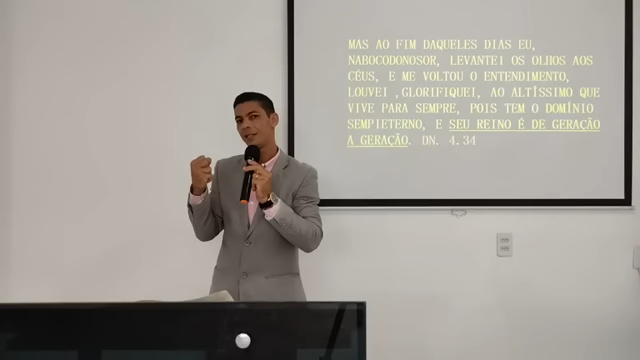 MAS AO FIM DAQUELES DIAS EU,
NABOCODONOSOR, LEVANTEI OS OLHOS AOS
CÉUS, E ME VOLTOU O ENTENDIMENTO,
LOUVEI ,GLORIFIQUEI, AO ALTÍSSIMO QUE
VIVE PARA SEMPRE, POIS TEM O DOMÍNIO
SEMPIETERNO, E SEU REINO É DE GERAÇÃO
A GERAÇÃO. DN. 4.34